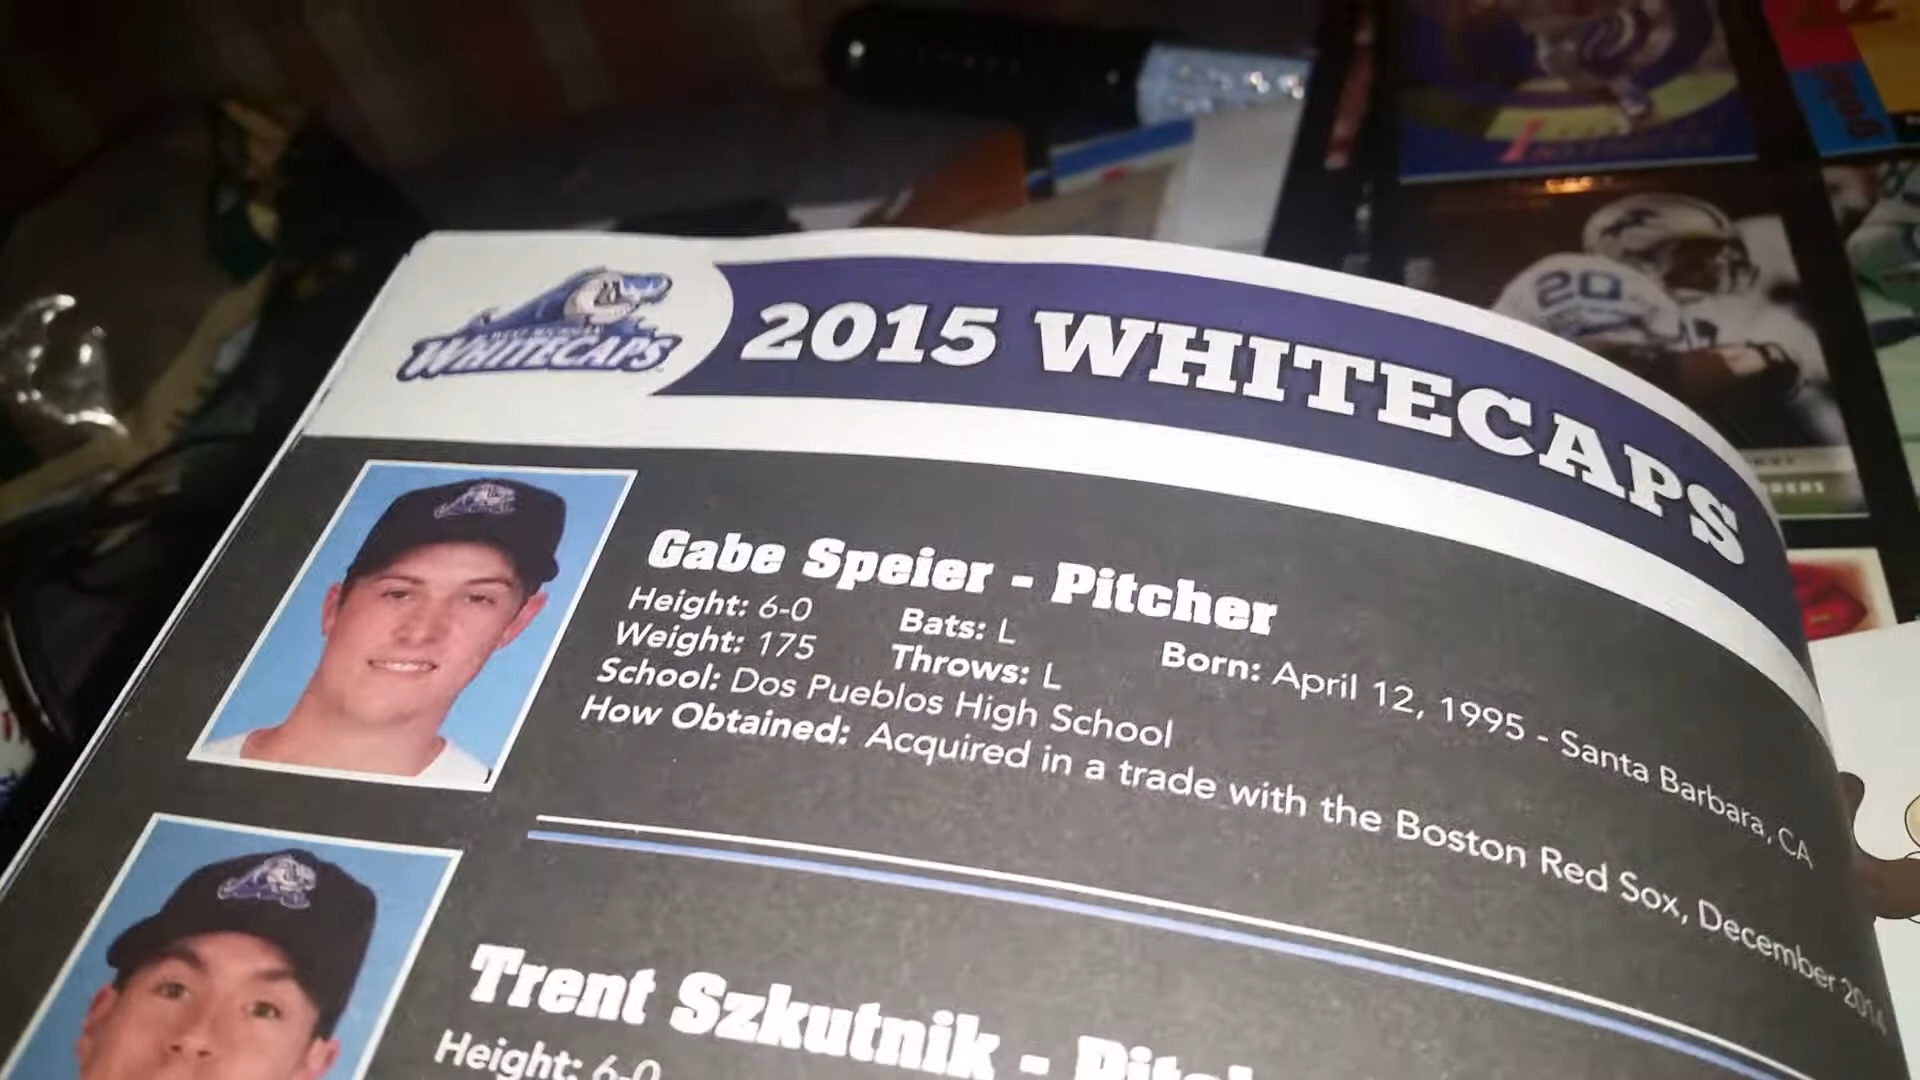 WEST MICHIGAN
WHITECAPS
2015 WHITECAPS
Gabe Speier - Pitcher
Height: 6-0 Bats: L Born: April 12, 1995 - Santa Barbara, CA
Weight: 175 Throws: L
School: Dos Pueblos High School
How Obtained: Acquired in a trade with the Boston Red Sox, December 2014
Trent Szkutnik -
Height: 6-0
20